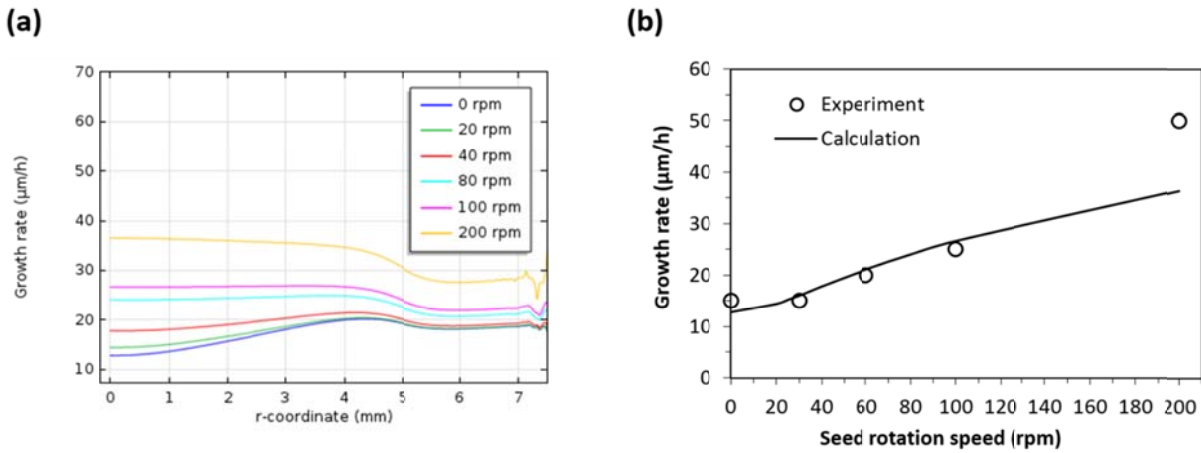 (a)
70
60
50
40
30
20
10
Growth rate (μm/h)
0 rpm
20 rpm
40 rpm
80 rpm
100 rpm
200 rpm
0 1 2 3 4 5 6 7
r-coordinate (mm)
(b)
60
50
40
30
20
10
0
Growth rate (μm/h)
Experiment
Calculation
0 20 40 60 80 100 120 140 160 180 200
Seed rotation speed (rpm)